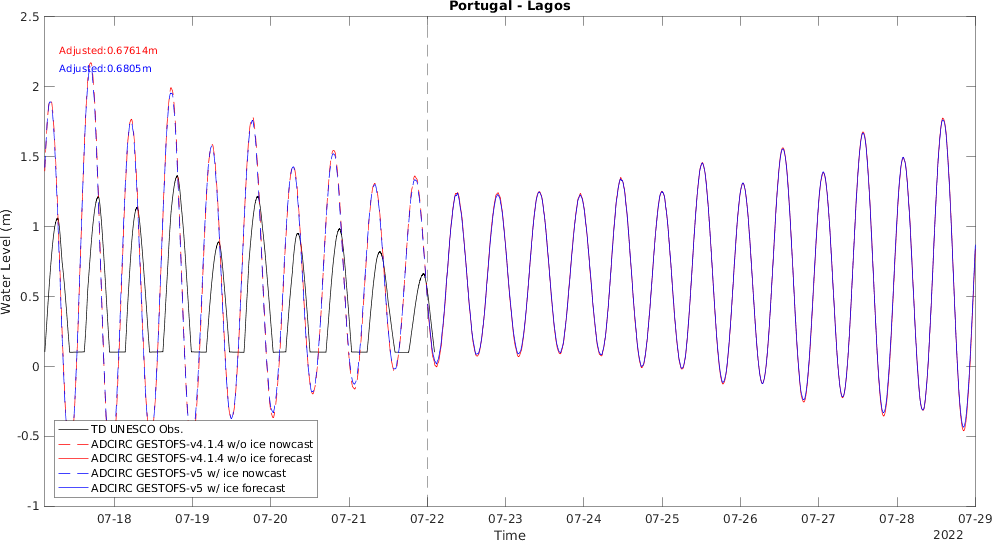 Portugal - Lagos
2.5
Adjusted:0.67614m
Adjusted:0.6805m
2
1.5
1
0.5
0
-0.5
-1
Water Level (m)
TD UNESCO Obs.
ADCIRC GESTOFS-v4.1.4 w/o ice nowcast
ADCIRC GESTOFS-v4.1.4 w/o ice forecast
ADCIRC GESTOFS-v5 w/ ice nowcast
ADCIRC GESTOFS-v5 w/ ice forecast
07-18 07-19 07-20 07-21 07-22 07-23 07-24 07-25 07-26 07-27 07-28 07-29
Time
2022